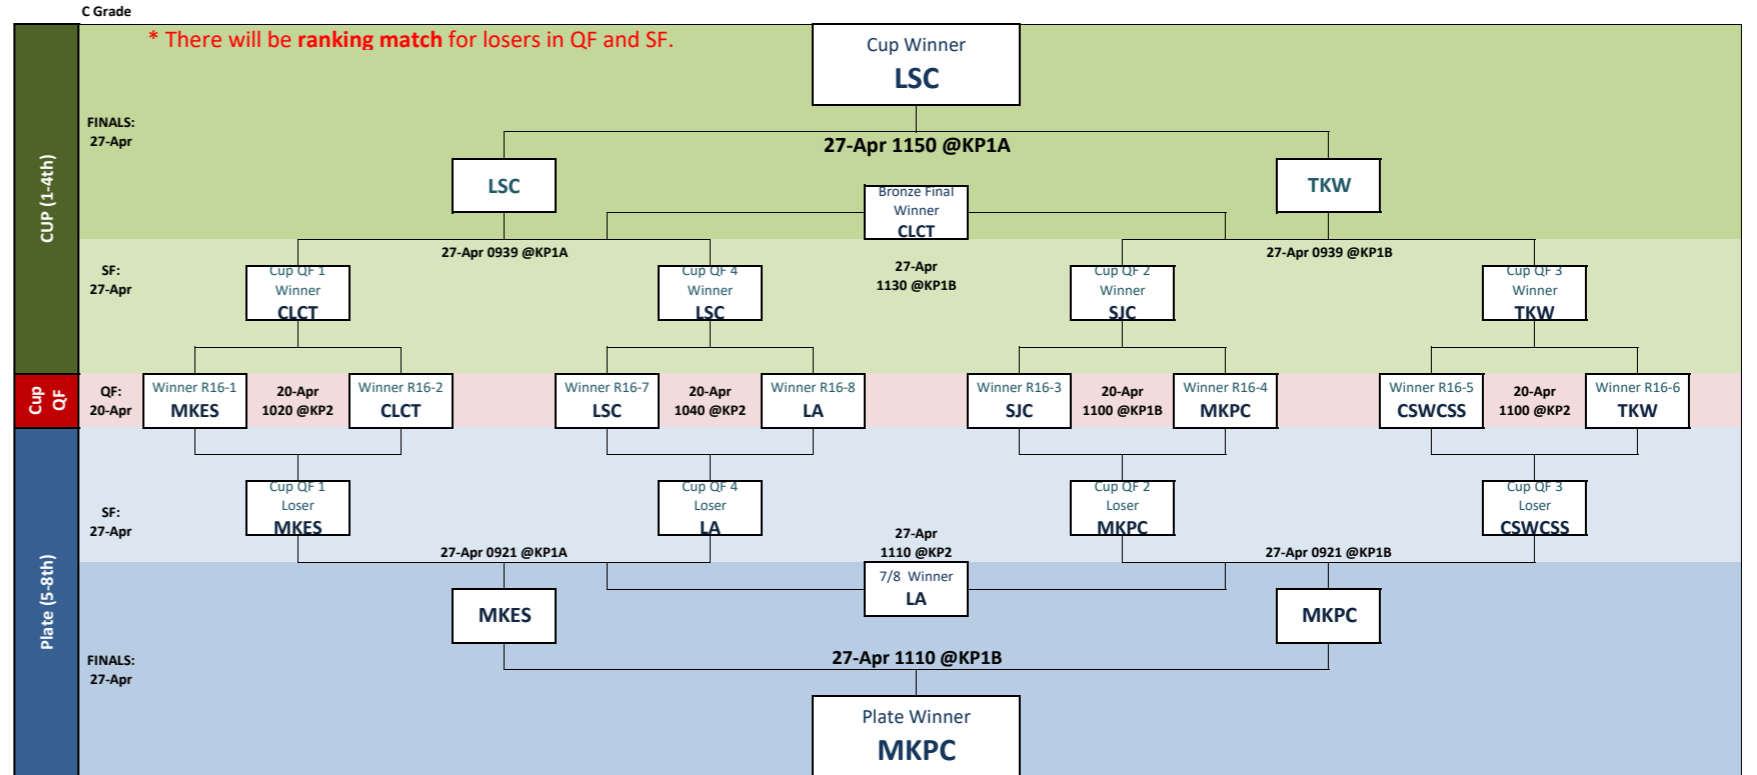 C Grade
* There will be ranking match for losers in QF and SF.
Cup Winner
LSC
FINALS:
27-Apr
27-Apr 1150 @KP1A
CUP (1-4th)
LSC
TKW
Bronze Final
Winner
CLCT
27-Apr 0939 @KP1A
27-Apr 0939 @KP1B
SF:
27-Apr
Cup QF 1
Winner
CLCT
Cup QF 4
Winner
LSC
27-Apr
1130 @KP1B
Cup QF 2
Winner
SJC
Cup QF 3
Winner
TKW
Cup
QF
QF:
20-Apr
Winner R16-1
MKES
20-Apr
1020 @KP2
Winner R16-2
CLCT
Winner R16-7
LSC
20-Apr
1040 @KP2
Winner R16-8
LA
Winner R16-3
SJC
20-Apr
1100 @KP1B
Winner R16-4
MKPC
Winner R16-5
CSWCSS
20-Apr
1100 @KP2
Winner R16-6
TKW
Plate (5-8th)
SF:
27-Apr
Cup QF 1
Loser
MKES
Cup QF 4
Loser
LA
Cup QF 2
Loser
MKPC
Cup QF 3
Loser
CSWCSS
27-Apr 0921 @KP1A
27-Apr
1110 @KP2
27-Apr 0921 @KP1B
7/8 Winner
LA
MKES
MKPC
FINALS:
27-Apr
27-Apr 1110 @KP1B
Plate Winner
MKPC